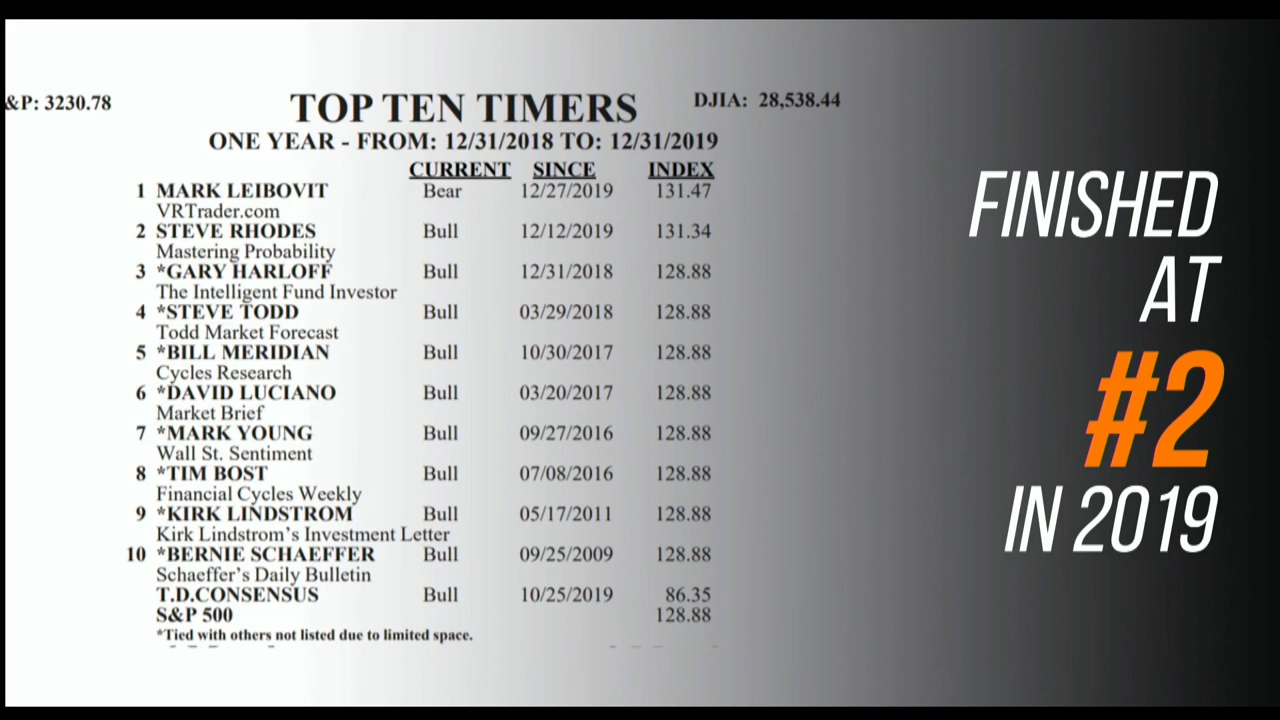 &P: 3230.78
TOP TEN TIMERS
DJIA: 28,538.44
ONE YEAR - FROM: 12/31/2018 TO: 12/31/2019
CURRENT SINCE INDEX
1 MARK LEIBOVIT Bear 12/27/2019 131.47
VRTrader.com
2 STEVE RHODES Bull 12/12/2019 131.34
Mastering Probability
3 *GARY HARLOFF Bull 12/31/2018 128.88
The Intelligent Fund Investor
4 *STEVE TODD Bull 03/29/2018 128.88
Todd Market Forecast
5 *BILL MERIDIAN Bull 10/30/2017 128.88
Cycles Research
6 *DAVID LUCIANO Bull 03/20/2017 128.88
Market Brief
7 *MARK YOUNG Bull 09/27/2016 128.88
Wall St. Sentiment
8 *TIM BOST Bull 07/08/2016 128.88
Financial Cycles Weekly
9 *KIRK LINDSTROM Bull 05/17/2011 128.88
Kirk Lindstrom's Investment Letter
10 *BERNIE SCHAEFFER Bull 09/25/2009 128.88
Schaeffer's Daily Bulletin
T.D.CONSENSUS Bull 10/25/2019 86.35
S&P 500 128.88
*Tied with others not listed due to limited space.
FINISHED
AT
#2
IN 2019